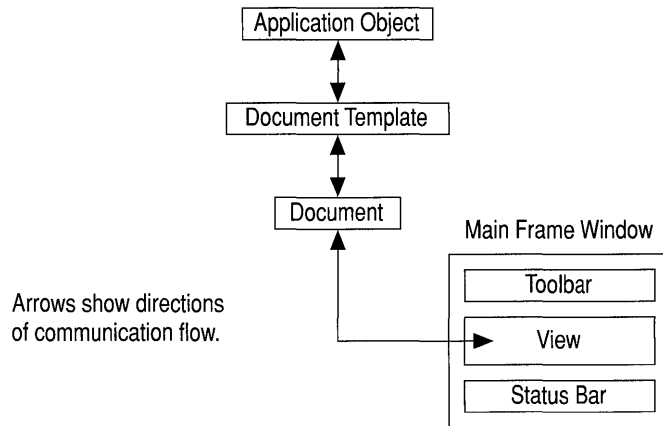 Application Object
Document Template
Document
Main Frame Window
Toolbar
Arrows show directions
of communication flow.
View
Status Bar